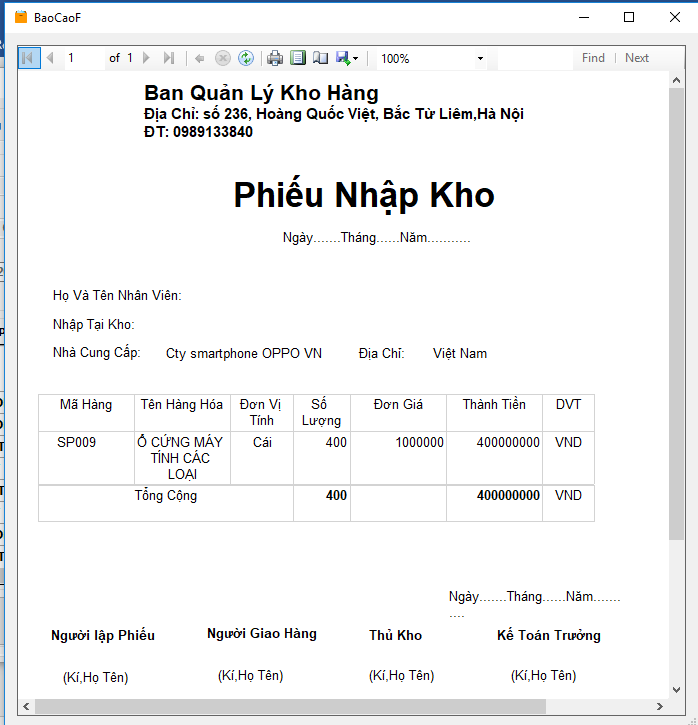 BaoCaoF
1 of 1 100% Find | Next
Ban Quản Lý Kho Hàng
Địa Chỉ: số 236, Hoàng Quốc Việt, Bắc Từ Liêm,Hà Nội
ĐT: 0989133840
Phiếu Nhập Kho
Ngày.......Tháng......Năm...........
Họ Và Tên Nhân Viên:
Nhập Tại Kho:
Nhà Cung Cấp: Cty smartphone OPPO VN Địa Chỉ: Việt Nam
Mã Hàng Tên Hàng Hóa Đơn Vị Số Đơn Giá Thành Tiền DVT
Tính Lượng
SP009 Ổ CỨNG MÁY Cái 400 1000000 400000000 VND
TÍNH CÁC
LOẠI
Tổng Cộng 400 400000000 VND
Ngày.......Tháng......Năm.......
....
Người lập Phiếu Người Giao Hàng Thủ Kho Kế Toán Trưởng
(Kí,Họ Tên) (Kí,Họ Tên) (Kí,Họ Tên) (Kí,Họ Tên)